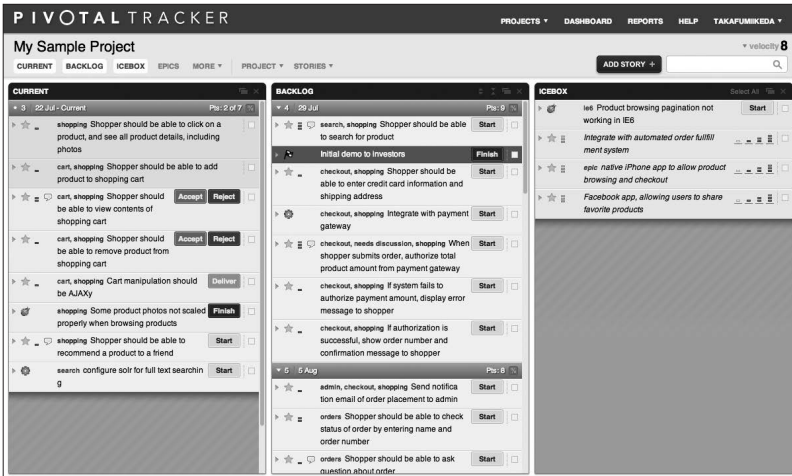 PIVOTALTRACKER
PROJECTS ▼ DASHBOARD REPORTS HELP TAKAFUMIIKEDA ▼
My Sample Project
▼ velocity 8
CURRENT BACKLOG ICEBOX EPICS MORE ▼ PROJECT ▼ STORIES ▼
ADD STORY +
CURRENT
▼ 3 22 Jul - Current Pts: 2 of 7 %
shopping Shopper should be able to click on a
product, and see all product details, including
photos
cart, shopping Shopper should be able to add
product to shopping cart
cart, shopping Shopper should Accept Reject
be able to view contents of
shopping cart
cart, shopping Shopper should Accept Reject
be able to remove product from
shopping cart
cart, shopping Cart manipulation should Deliver
be AJAXy
shopping Some product photos not scaled Finish
properly when browsing products
shopping Shopper should be able to Start
recommend a product to a friend
search configure solr for full text searchin Start
g
BACKLOG
▼ 4 29 Jul Pts: 9 %
search, shopping Shopper should be able Start
to search for product
Initial demo to investors Finish
checkout, shopping Shopper should be Start
able to enter credit card information and
shipping address
checkout, shopping Integrate with payment Start
gateway
checkout, needs discussion, shopping When Start
shopper submits order, authorize total
product amount from payment gateway
checkout, shopping If system fails to Start
authorize payment amount, display error
message to shopper
checkout, shopping If authorization is Start
successful, show order number and
confirmation message to shopper
▼ 5 5 Aug Pts: 8 %
admin, checkout, shopping Send notifica Start
tion email of order placement to admin
orders Shopper should be able to check Start
status of order by entering name and
order number
orders Shopper should be able to ask Start
question about order
ICEBOX Select All
ie6 Product browsing pagination not Start
working in IE6
Integrate with automated order fullfill
ment system
epic native iPhone app to allow product
browsing and checkout
Facebook app, allowing users to share
favorite products